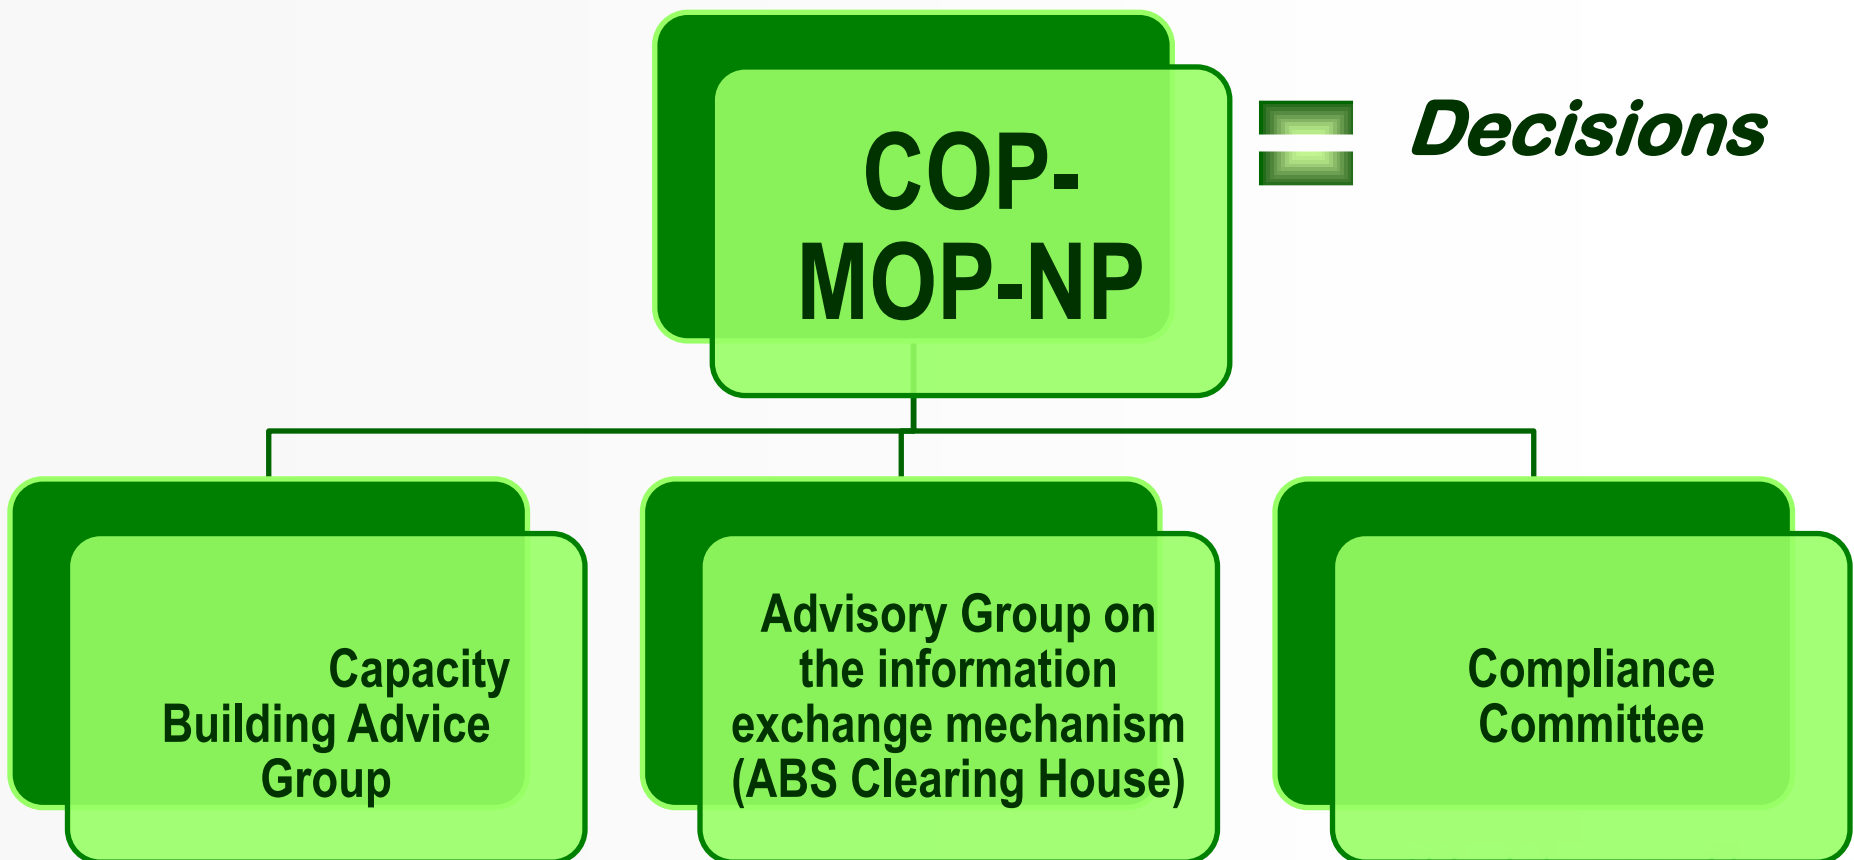 COP-
MOP-NP
Decisions
Capacity
Building Advice
Group
Advisory Group on
the information
exchange mechanism
(ABS Clearing House)
Compliance
Committee